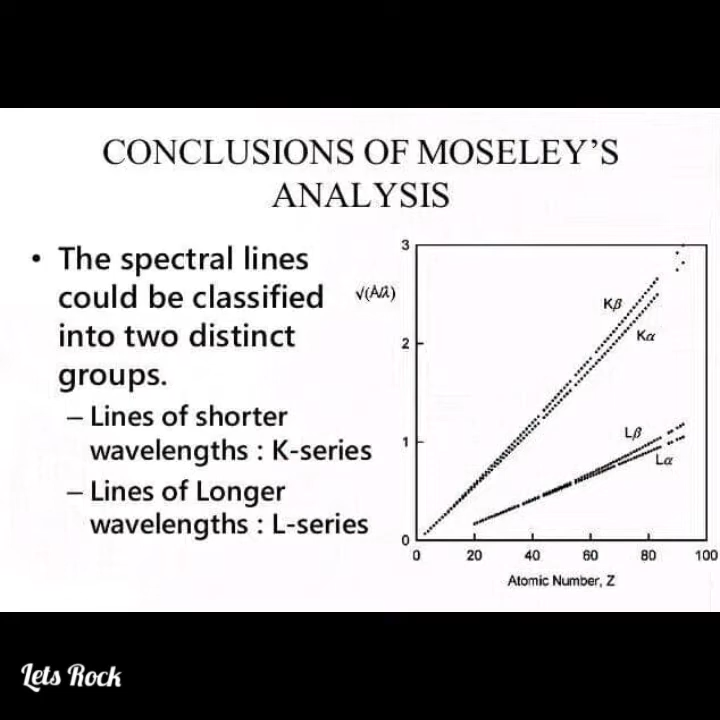 CONCLUSIONS OF MOSELEY'S
ANALYSIS
• The spectral lines
could be classified
into two distinct
groups.
– Lines of shorter
wavelengths : K-series
– Lines of Longer
wavelengths : L-series
√(Å/λ)
3
2
1
0
Kβ
Kα
Lβ
Lα
0 20 40 60 80 100
Atomic Number, Z
Lets Rock